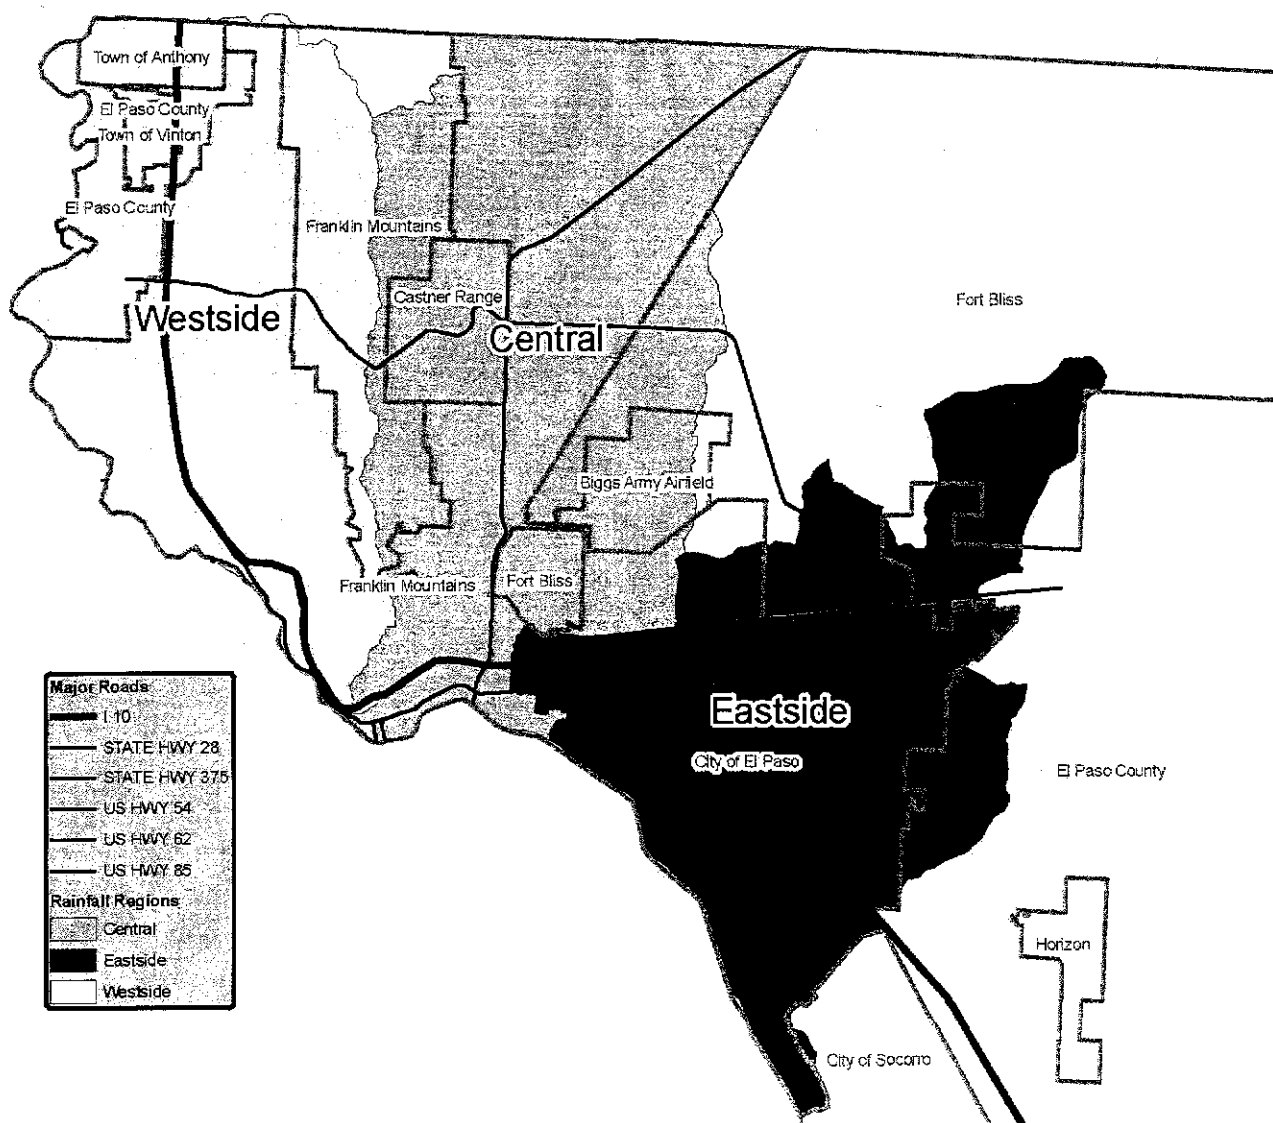 Town of Anthony
El Paso County
Town of Vinton
El Paso County
Franklin Mountains
Castner Range
Westside
Central
Fort Bliss
Biggs Army Airfield
Franklin Mountains
Fort Bliss
Eastside
City of El Paso
El Paso County
Horizon
City of Socorro
Major Roads
I 10
STATE HWY 28
STATE HWY 375
US HWY 54
US HWY 62
US HWY 85
Rainfall Regions
Central
Eastside
Westside